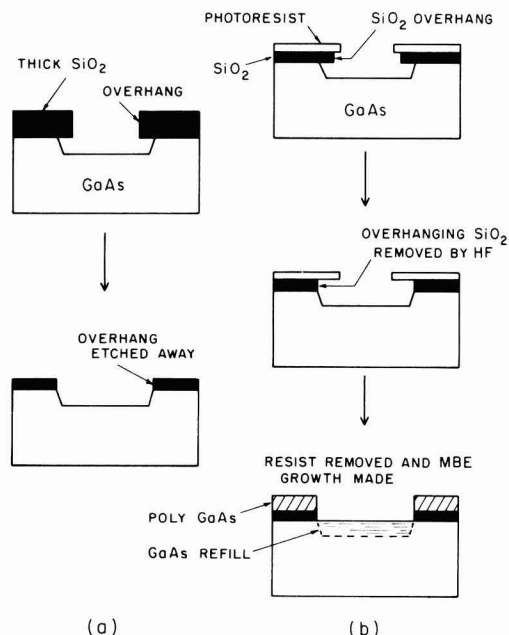 THICK SiO2
OVERHANG
GaAs
OVERHANG
ETCHED AWAY
(a)
PHOTORESIST
SiO2 OVERHANG
SiO2
GaAs
OVERHANGING SiO2
REMOVED BY HF
RESIST REMOVED AND MBE
GROWTH MADE
POLY GaAs
GaAs REFILL
(b)